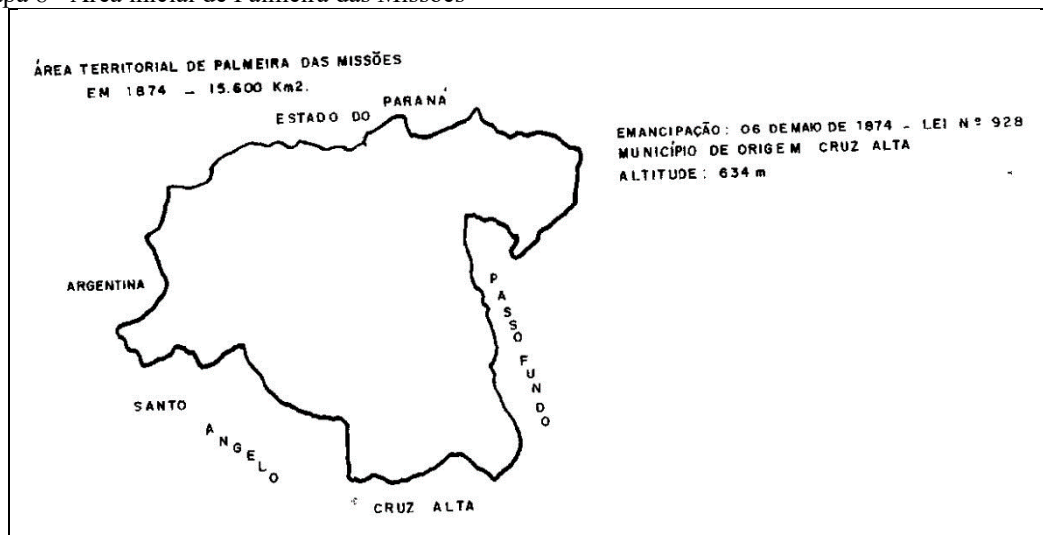 Área inicial de Palmeira das Missões
ÁREA TERRITORIAL DE PALMEIRA DAS MISSÕES
EM 1874 – 15.600 Km2.
ESTADO DO PARANÁ
EMANCIPAÇÃO: 06 DE MAIO DE 1874 - LEI Nº 928
MUNICÍPIO DE ORIGEM CRUZ ALTA
ALTITUDE: 634 m
ARGENTINA
PASSO FUNDO
SANTO ANGELO
CRUZ ALTA